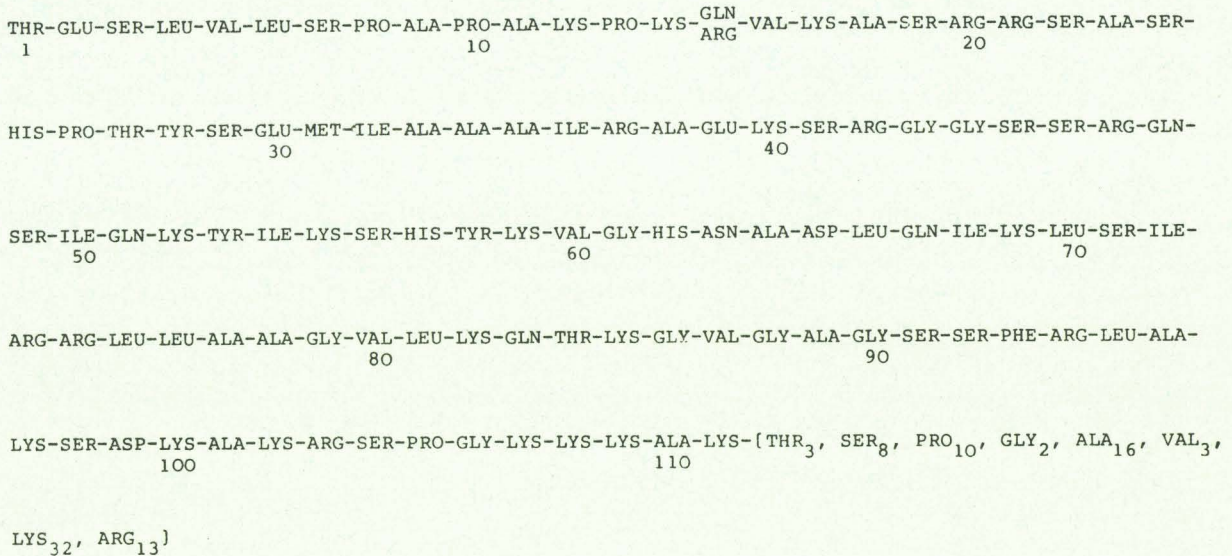 THR-GLU-SER-LEU-VAL-LEU-SER-PRO-ALA-PRO-ALA-LYS-PRO-LYS-GLN/ARG-VAL-LYS-ALA-SER-ARG-ARG-SER-ALA-SER-
1 10 20
HIS-PRO-THR-TYR-SER-GLU-MET-ILE-ALA-ALA-ALA-ILE-ARG-ALA-GLU-LYS-SER-ARG-GLY-GLY-SER-SER-ARG-GLN-
30 40
SER-ILE-GLN-LYS-TYR-ILE-LYS-SER-HIS-TYR-LYS-VAL-GLY-HIS-ASN-ALA-ASP-LEU-GLN-ILE-LYS-LEU-SER-ILE-
50 60 70
ARG-ARG-LEU-LEU-ALA-ALA-GLY-VAL-LEU-LYS-GLN-THR-LYS-GLY-VAL-GLY-ALA-GLY-SER-SER-PHE-ARG-LEU-ALA-
80 90
LYS-SER-ASP-LYS-ALA-LYS-ARG-SER-PRO-GLY-LYS-LYS-LYS-ALA-LYS-[THR3, SER8, PRO10, GLY2, ALA16, VAL3,
100 110
LYS32, ARG13]